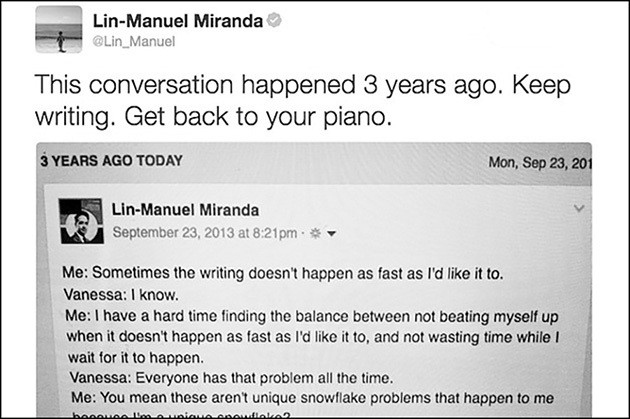 Lin-Manuel Miranda
@Lin_Manuel
This conversation happened 3 years ago. Keep
writing. Get back to your piano.
3 YEARS AGO TODAY
Mon, Sep 23, 201
Lin-Manuel Miranda
September 23, 2013 at 8:21pm ·
Me: Sometimes the writing doesn't happen as fast as I'd like it to.
Vanessa: I know.
Me: I have a hard time finding the balance between not beating myself up
when it doesn't happen as fast as I'd like it to, and not wasting time while I
wait for it to happen.
Vanessa: Everyone has that problem all the time.
Me: You mean these aren't unique snowflake problems that happen to me
because I'm a unique snowflake?